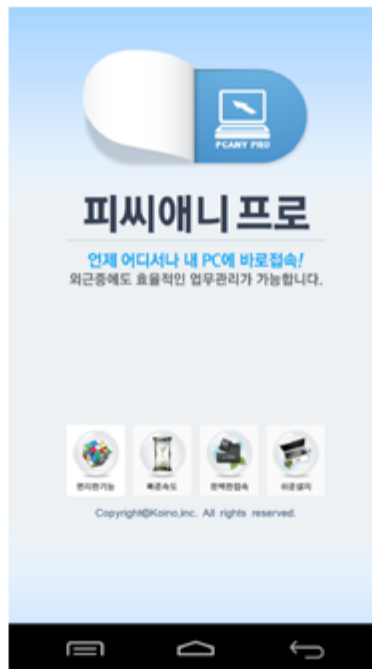 PCANY PRO
피씨애니 프로
언제 어디서나 내 PC에 바로접속!
외근중에도 효율적인 업무관리가 가능합니다.
편리한기능 빠른속도 완벽한접속 쉬운설치
Copyright©Koino,Inc. All rights reserved.